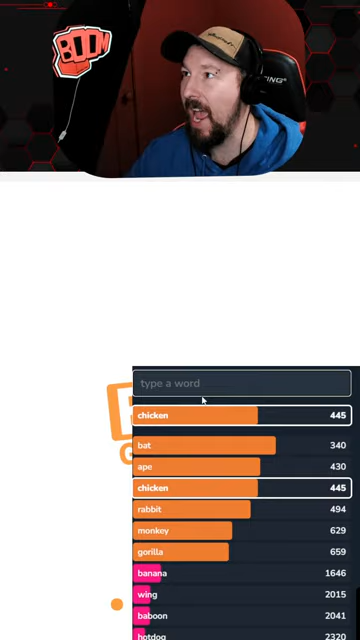 BOOM
type a word
chicken 445
bat 340
ape 430
chicken 445
rabbit 494
monkey 629
gorilla 659
banana 1646
wing 2015
baboon 2041
hotdog 2320